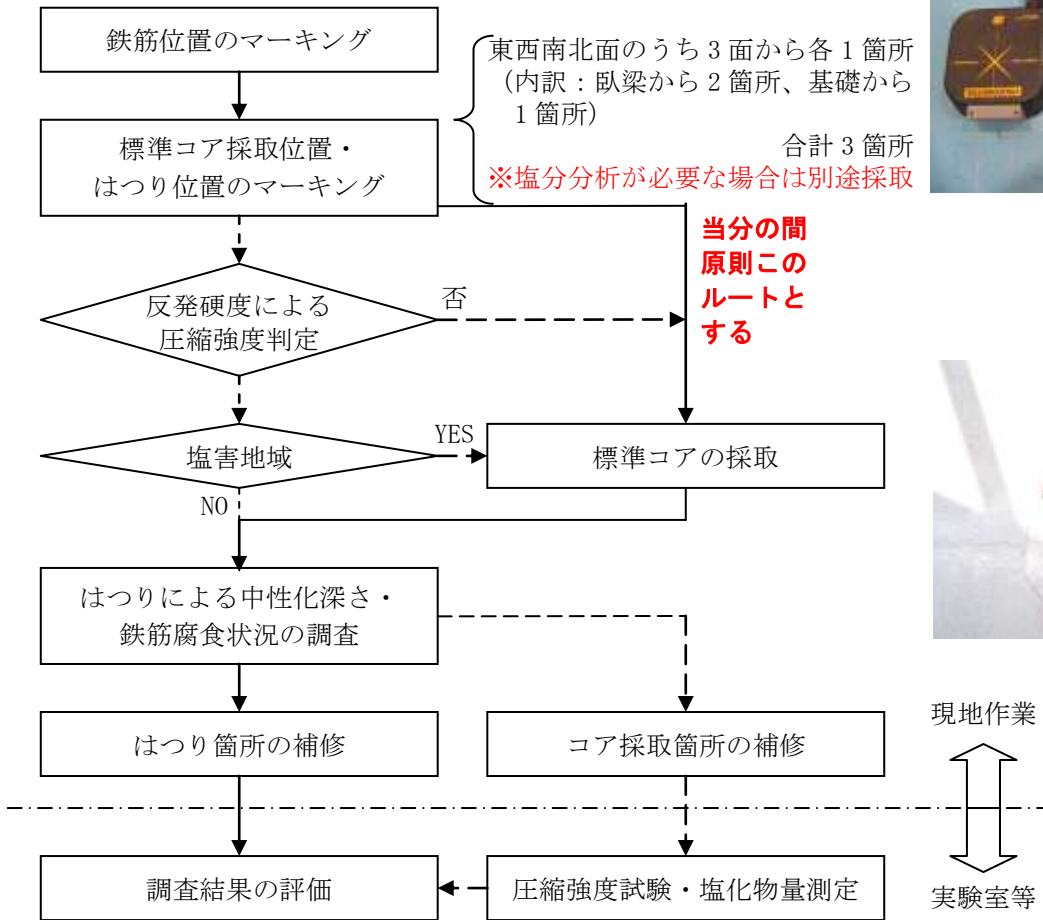 鉄筋位置のマーキング
東西南北面のうち 3 面から各 1 箇所
（内訳：臥梁から 2 箇所、基礎から
1 箇所）
合計 3 箇所
※塩分分析が必要な場合は別途採取
標準コア採取位置・
はつり位置のマーキング
当分の間
原則この
ルートと
する
反発硬度による
圧縮強度判定
否
塩害地域
YES
NO
標準コアの採取
はつりによる中性化深さ・
鉄筋腐食状況の調査
はつり箇所の補修
コア採取箇所の補修
現地作業
調査結果の評価
圧縮強度試験・塩化物量測定
実験室等